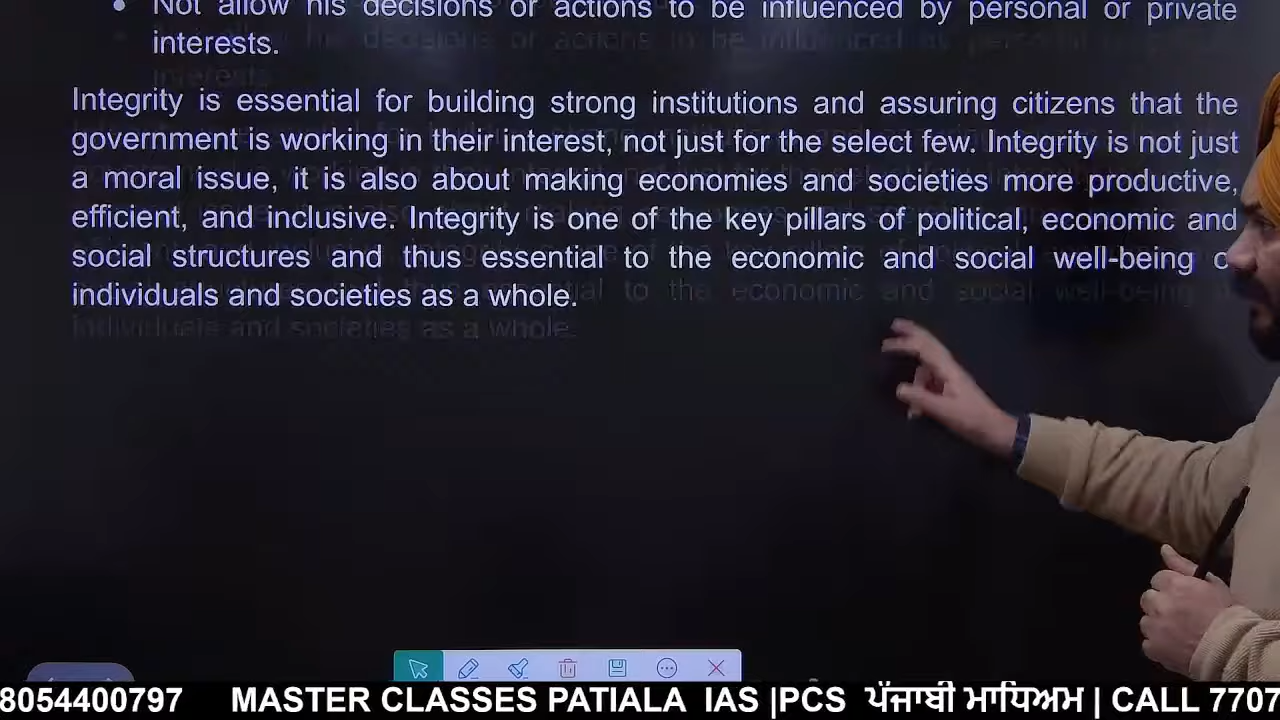 Not allow his decisions or actions to be influenced by personal or private
interests.
Integrity is essential for building strong institutions and assuring citizens that the
government is working in their interest, not just for the select few. Integrity is not just
a moral issue, it is also about making economies and societies more productive,
efficient, and inclusive. Integrity is one of the key pillars of political, economic and
social structures and thus essential to the economic and social well-being
individuals and societies as a whole.
8054400797 MASTER CLASSES PATIALA IAS |PCS ਪੰਜਾਬੀ ਮਾਧਿਅਮ | CALL 7707